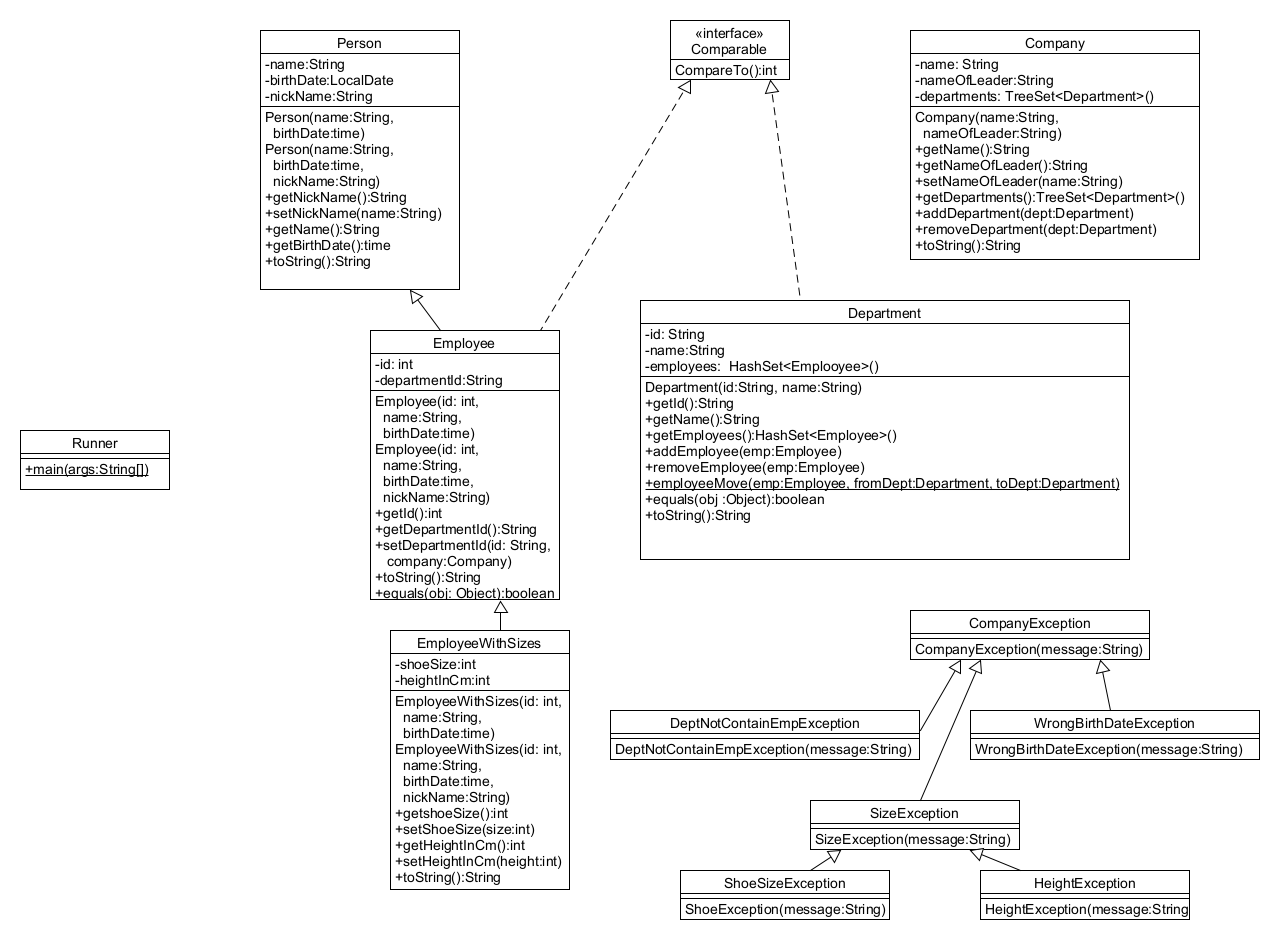 Person
-name:String
-birthDate:LocalDate
-nickName:String
Person(name:String,
birthDate:time)
Person(name:String,
birthDate:time,
nickName:String)
+getNickName():String
+setNickName(name:String)
+getName():String
+getBirthDate():time
+toString():String
«interface»
Comparable
CompareTo():int
Company
-name: String
-nameOfLeader:String
-departments: TreeSet<Department>()
Company(name:String,
nameOfLeader:String)
+getName():String
+getNameOfLeader():String
+setNameOfLeader(name:String)
+getDepartments():TreeSet<Department>()
+addDepartment(dept:Department)
+removeDepartment(dept:Department)
+toString():String
Runner
+main(args:String[])
Employee
-id: int
-departmentId:String
Employee(id: int,
name:String,
birthDate:time)
Employee(id: int,
name:String,
birthDate:time,
nickName:String)
+getId():int
+getDepartmentId():String
+setDepartmentId(id: String,
company:Company)
+toString():String
+equals(obj: Object):boolean
Department
-id: String
-name:String
-employees:  HashSet<Emplooyee>()
Department(id:String, name:String)
+getId():String
+getName():String
+getEmployees():HashSet<Employee>()
+addEmployee(emp:Employee)
+removeEmployee(emp:Employee)
+employeeMove(emp:Employee, fromDept:Department, toDept:Department)
+equals(obj :Object):boolean
+toString():String
EmployeeWithSizes
-shoeSize:int
-heightInCm:int
EmployeeWithSizes(id: int,
name:String,
birthDate:time)
EmployeeWithSizes(id: int,
name:String,
birthDate:time,
nickName:String)
+getshoeSize():int
+setShoeSize(size:int)
+getHeightInCm():int
+setHeightInCm(height:int)
+toString():String
CompanyException
CompanyException(message:String)
DeptNotContainEmpException
DeptNotContainEmpException(message:String)
WrongBirthDateException
WrongBirthDateException(message:String)
SizeException
SizeException(message:String)
ShoeSizeException
ShoeException(message:String)
HeightException
HeightException(message:String